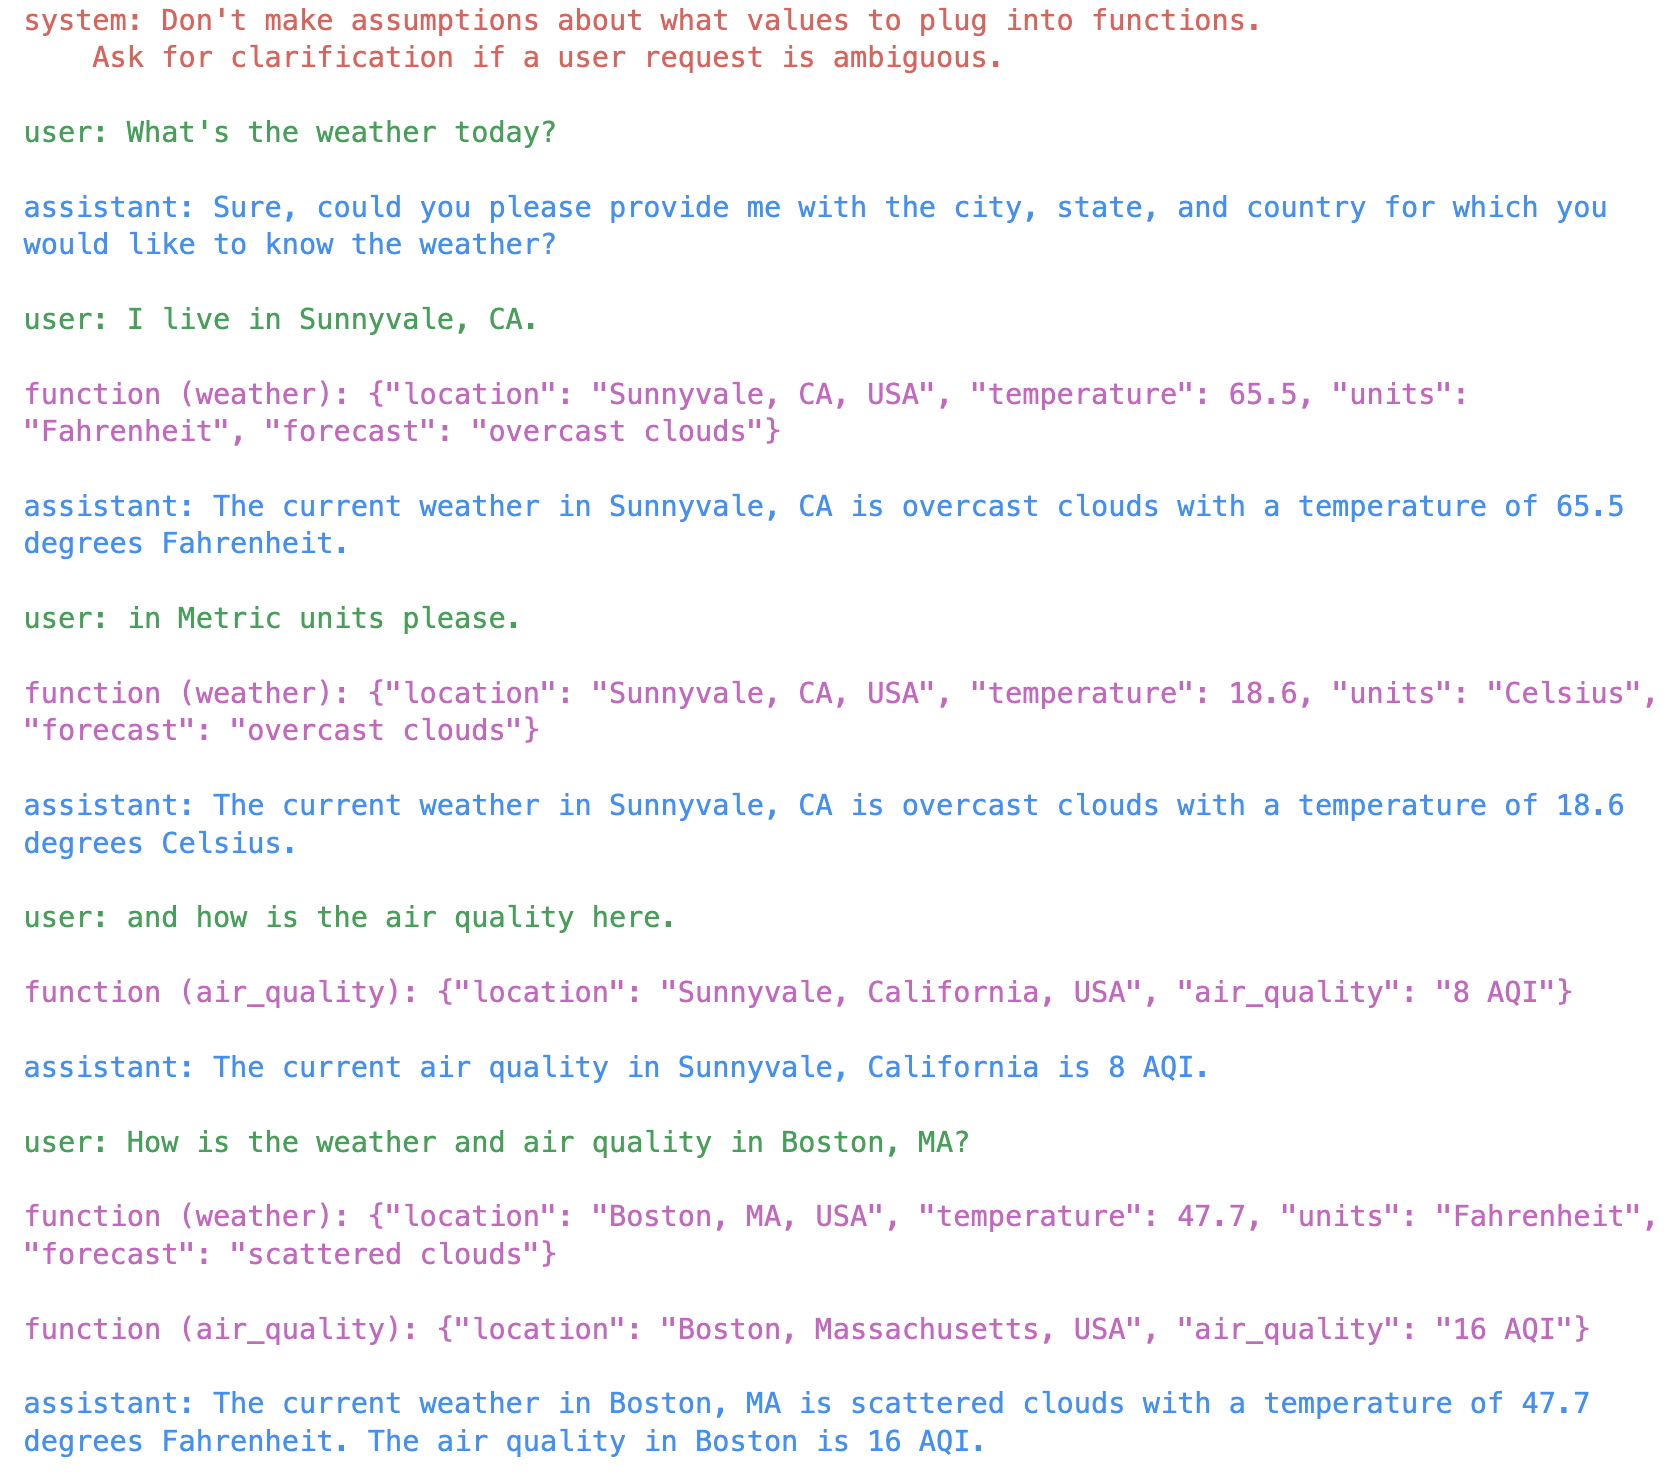 system: Don't make assumptions about what values to plug into functions.
    Ask for clarification if a user request is ambiguous.
user: What's the weather today?
assistant: Sure, could you please provide me with the city, state, and country for which you
would like to know the weather?
user: I live in Sunnyvale, CA.
function (weather): {"location": "Sunnyvale, CA, USA", "temperature": 65.5, "units":
"Fahrenheit", "forecast": "overcast clouds"}
assistant: The current weather in Sunnyvale, CA is overcast clouds with a temperature of 65.5
degrees Fahrenheit.
user: in Metric units please.
function (weather): {"location": "Sunnyvale, CA, USA", "temperature": 18.6, "units": "Celsius",
"forecast": "overcast clouds"}
assistant: The current weather in Sunnyvale, CA is overcast clouds with a temperature of 18.6
degrees Celsius.
user: and how is the air quality here.
function (air_quality): {"location": "Sunnyvale, California, USA", "air_quality": "8 AQI"}
assistant: The current air quality in Sunnyvale, California is 8 AQI.
user: How is the weather and air quality in Boston, MA?
function (weather): {"location": "Boston, MA, USA", "temperature": 47.7, "units": "Fahrenheit",
"forecast": "scattered clouds"}
function (air_quality): {"location": "Boston, Massachusetts, USA", "air_quality": "16 AQI"}
assistant: The current weather in Boston, MA is scattered clouds with a temperature of 47.7
degrees Fahrenheit. The air quality in Boston is 16 AQI.